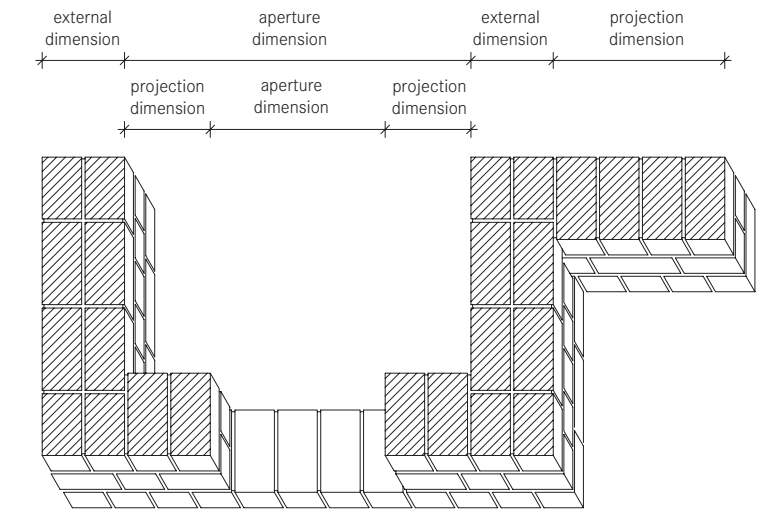 external
dimension
aperture
dimension
external
dimension
projection
dimension
projection
dimension
aperture
dimension
projection
dimension